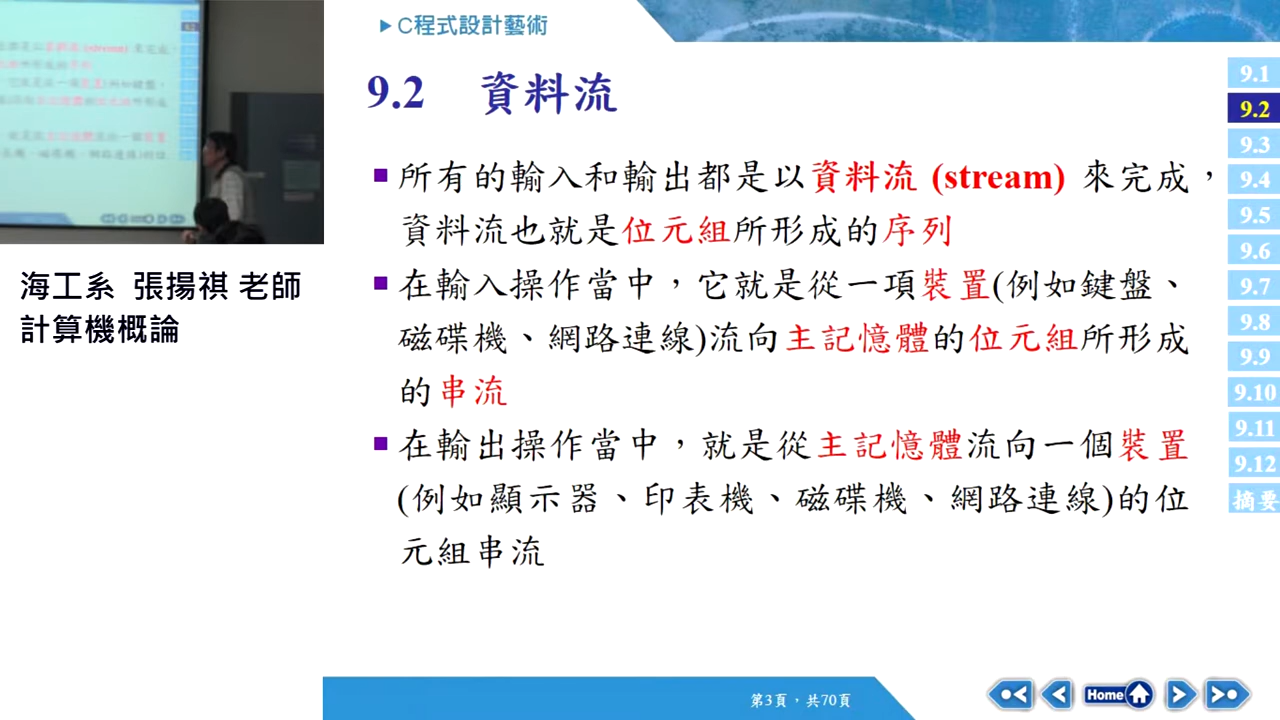 C程式設計藝術
9.2 資料流
所有的輸入和輸出都是以資料流 (stream) 來完成，
資料流也就是位元組所形成的序列
在輸入操作當中，它就是從一項裝置(例如鍵盤、
磁碟機、網路連線)流向主記憶體的位元組所形成
的串流
在輸出操作當中，就是從主記憶體流向一個裝置
(例如顯示器、印表機、磁碟機、網路連線)的位
元組串流
海工系 張揚祺 老師
計算機概論
9.1
9.2
9.3
9.4
9.5
9.6
9.7
9.8
9.9
9.10
9.11
9.12
摘要
第3頁，共70頁
Home